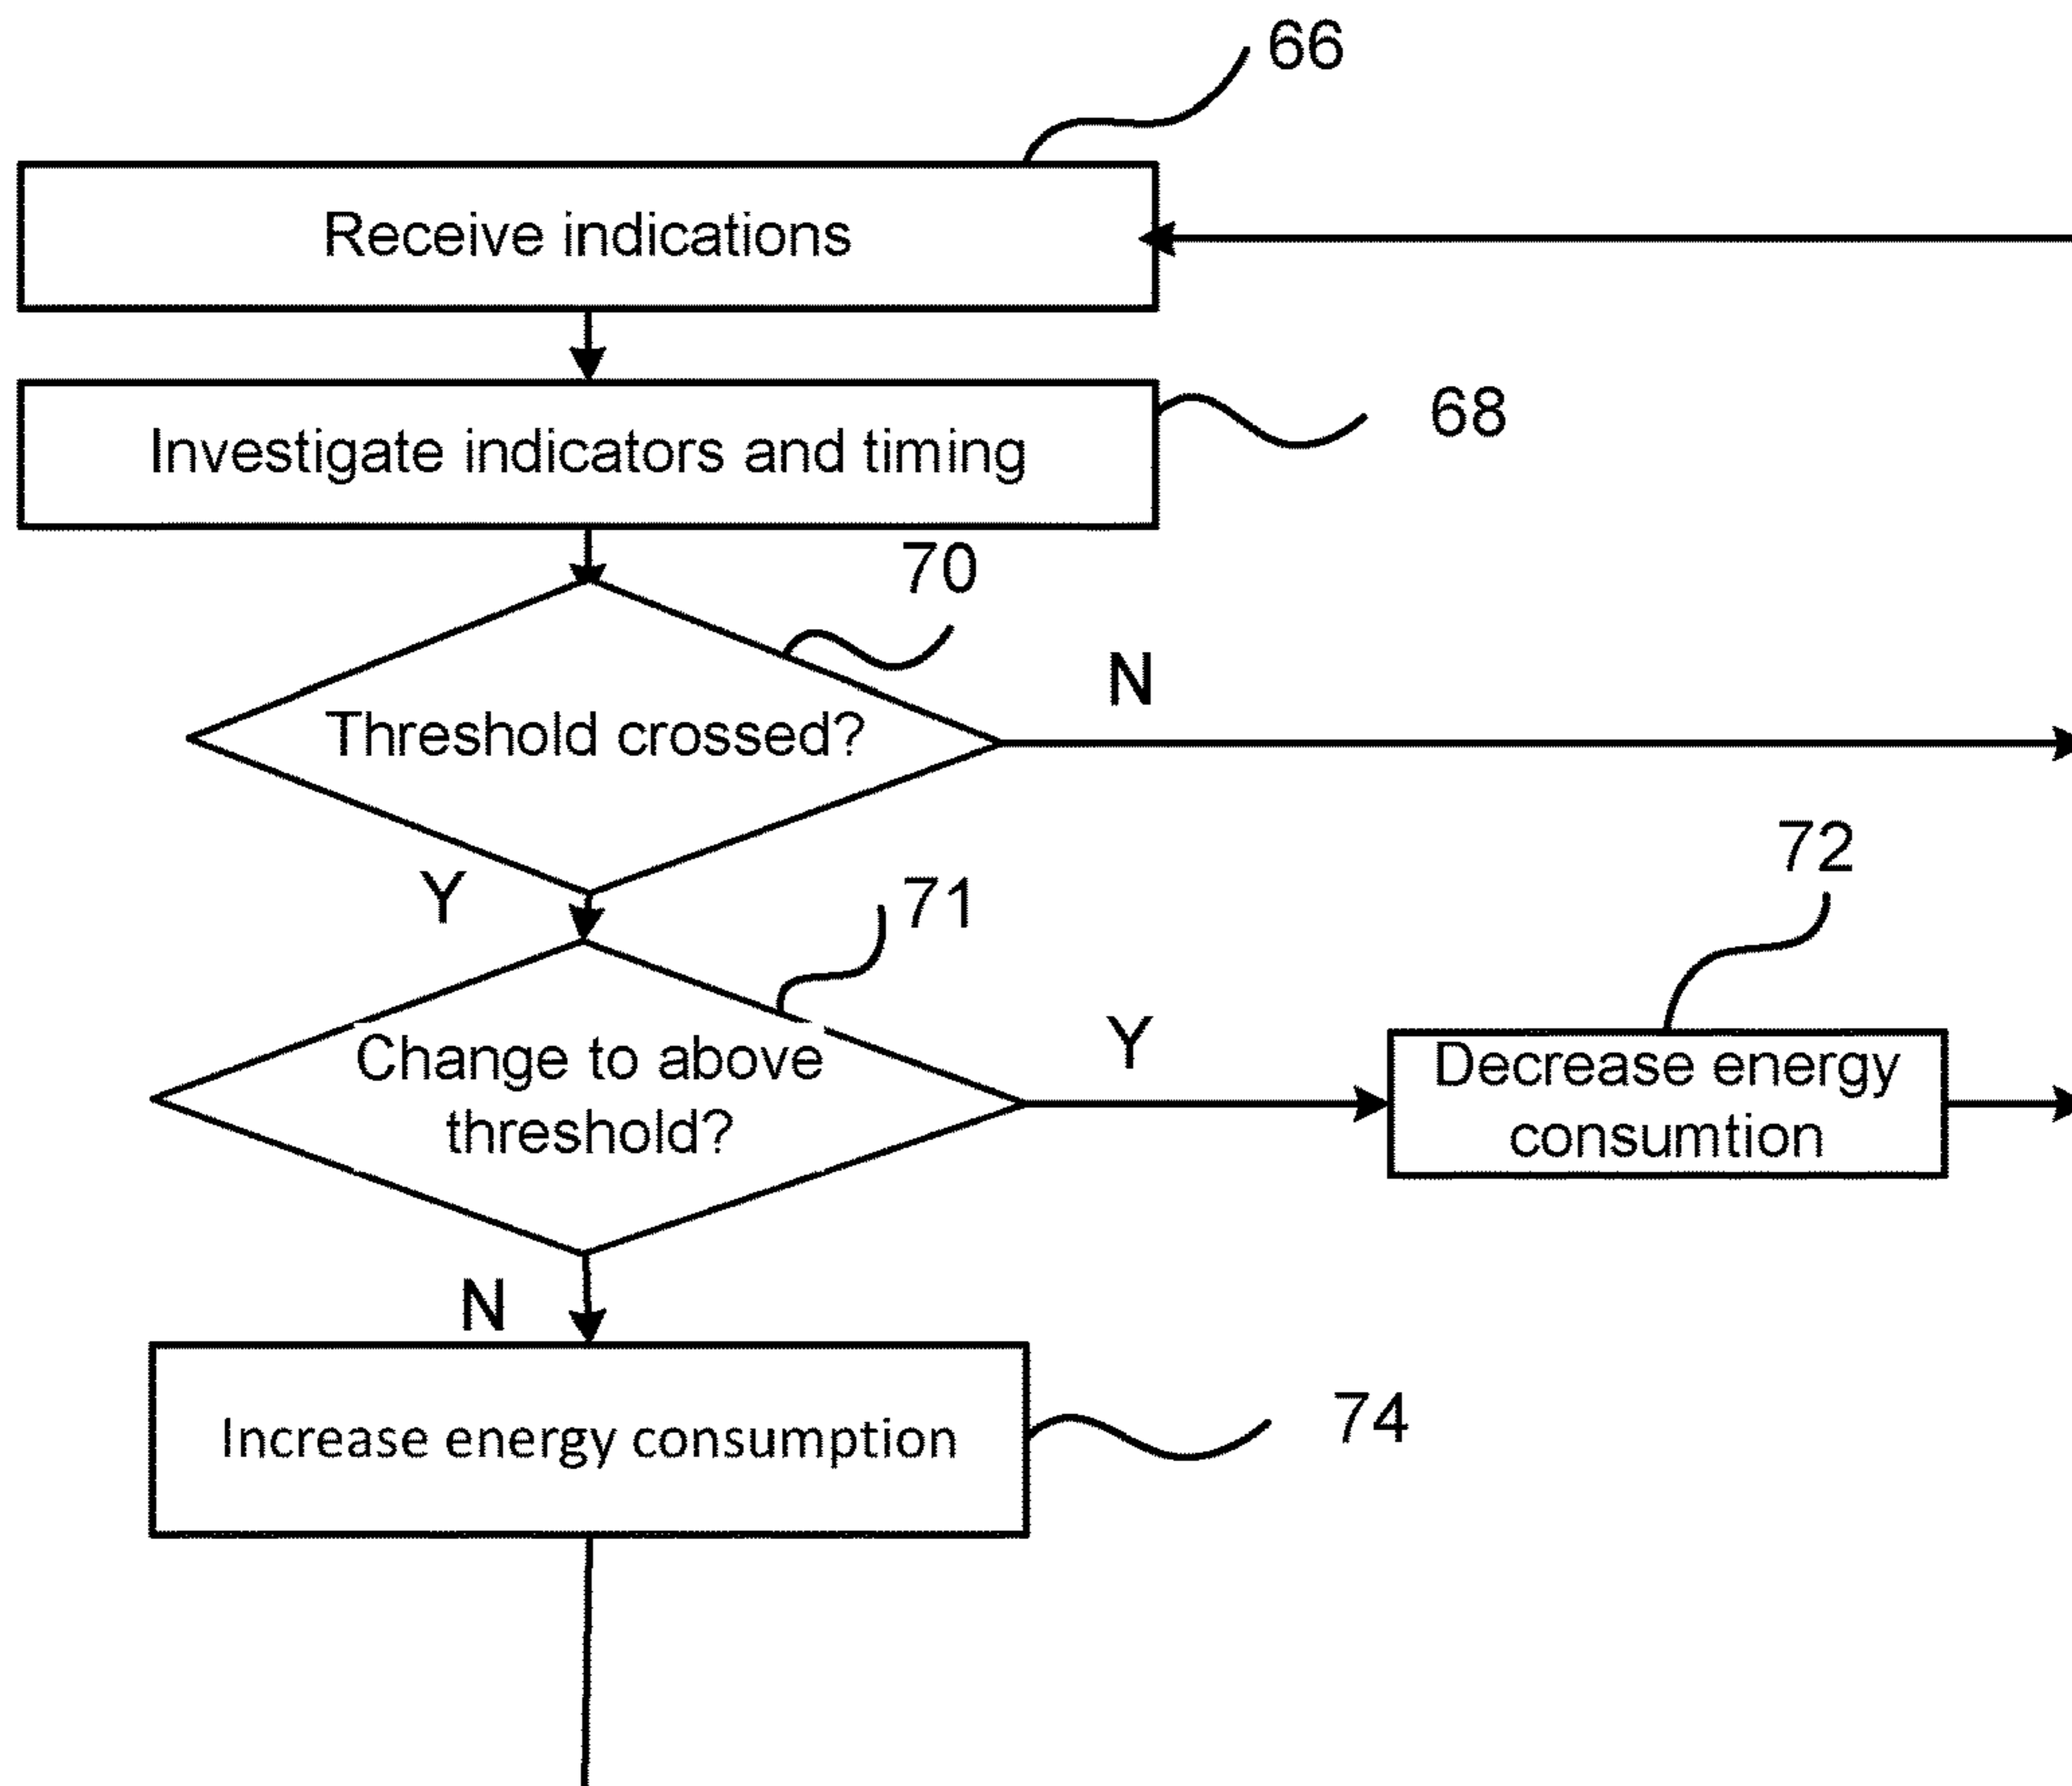 66
Receive indications
68
Investigate indicators and timing
70
N
Threshold crossed?
72
Y
71
Y
Change to above
threshold?
Decrease energy
consumtion
N
74
Increase energy consumption